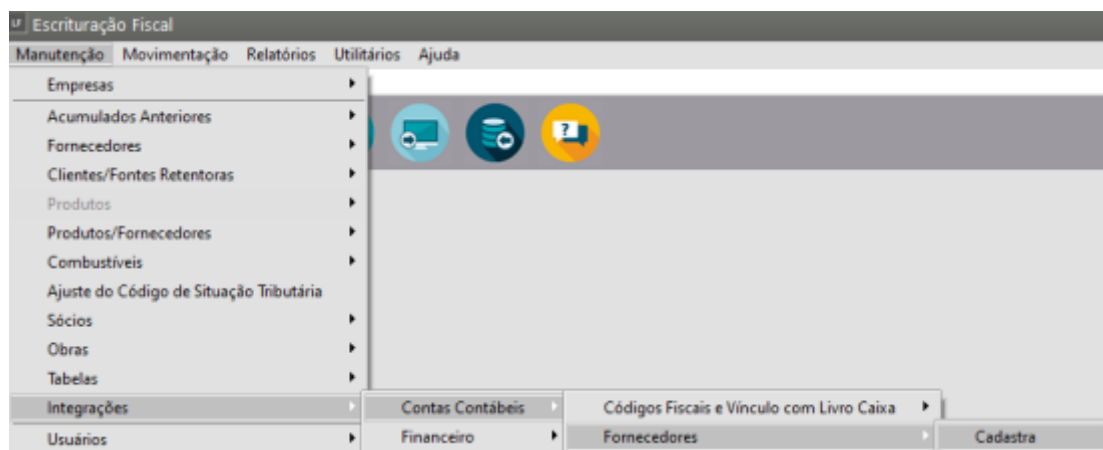 LF Escrituração Fiscal
Manutenção Movimentação Relatórios Utilitários Ajuda
Empresas
Acumulados Anteriores
Fornecedores
Clientes/Fontes Retentoras
Produtos
Produtos/Fornecedores
Combustíveis
Ajuste do Código de Situação Tributária
Sócios
Obras
Tabelas
Integrações Contas Contábeis Códigos Fiscais e Vínculo com Livro Caixa
Usuários Financeiro Fornecedores Cadastra